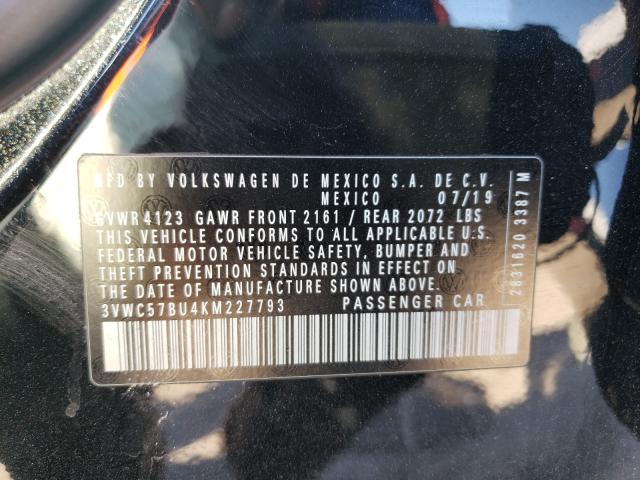 MFD BY VOLKSWAGEN DE MEXICO S.A. DE C.V.
MEXICO 07/19
GVWR 4123 GAWR FRONT 2161 / REAR 2072 LBS
THIS VEHICLE CONFORMS TO ALL APPLICABLE U.S.
FEDERAL MOTOR VEHICLE SAFETY, BUMPER AND
THEFT PREVENTION STANDARDS IN EFFECT ON
THE DATE OF MANUFACTURE SHOWN ABOVE.
3VWC57BU4KM227793 PASSENGER CAR
2831620 3387 M